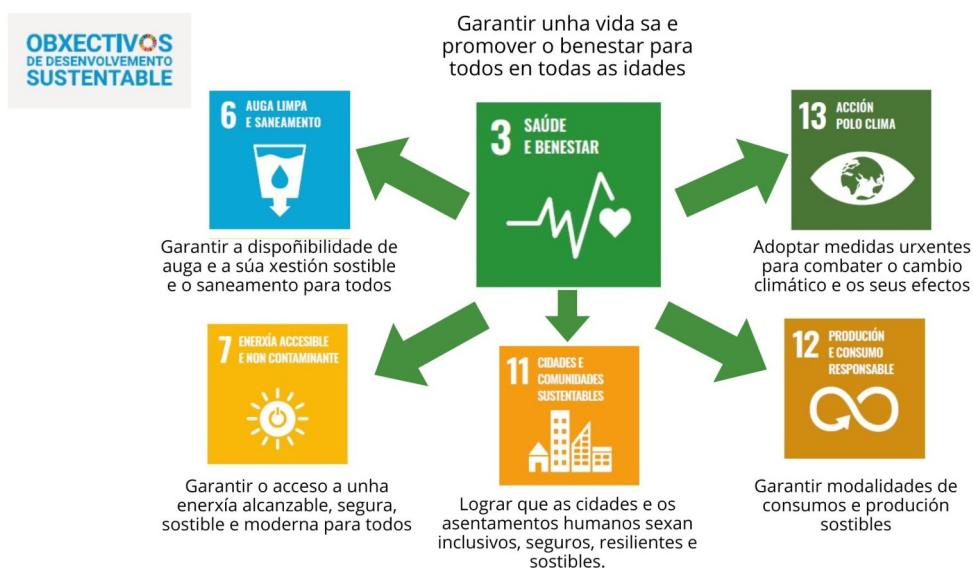 OBXECTIVOS
DE DESENVOLVEMENTO
SUSTENTABLE
Garantir unha vida sa e
promover o benestar para
todos en todas as idades
6 AUGA LIMPA
E SANEAMENTO
Garantir a dispoñibilidade de
auga e a súa xestión sostible
e o saneamento para todos
3 SAÚDE
E BENESTAR
13 ACCIÓN
POLO CLIMA
Adoptar medidas urxentes
para combater o cambio
climático e os seus efectos
7 ENERXÍA ACCESIBLE
E NON CONTAMINANTE
Garantir o acceso a unha
enerxía alcanzable, segura,
sostible e moderna para todos
11 CIDADES E
COMUNIDADES
SUSTENTABLES
Lograr que as cidades e os
asentamentos humanos sexan
inclusivos, seguros, resilientes e
sostibles.
12 PRODUCIÓN
E CONSUMO
RESPONSABLE
Garantir modalidades de
consumos e produción
sostibles